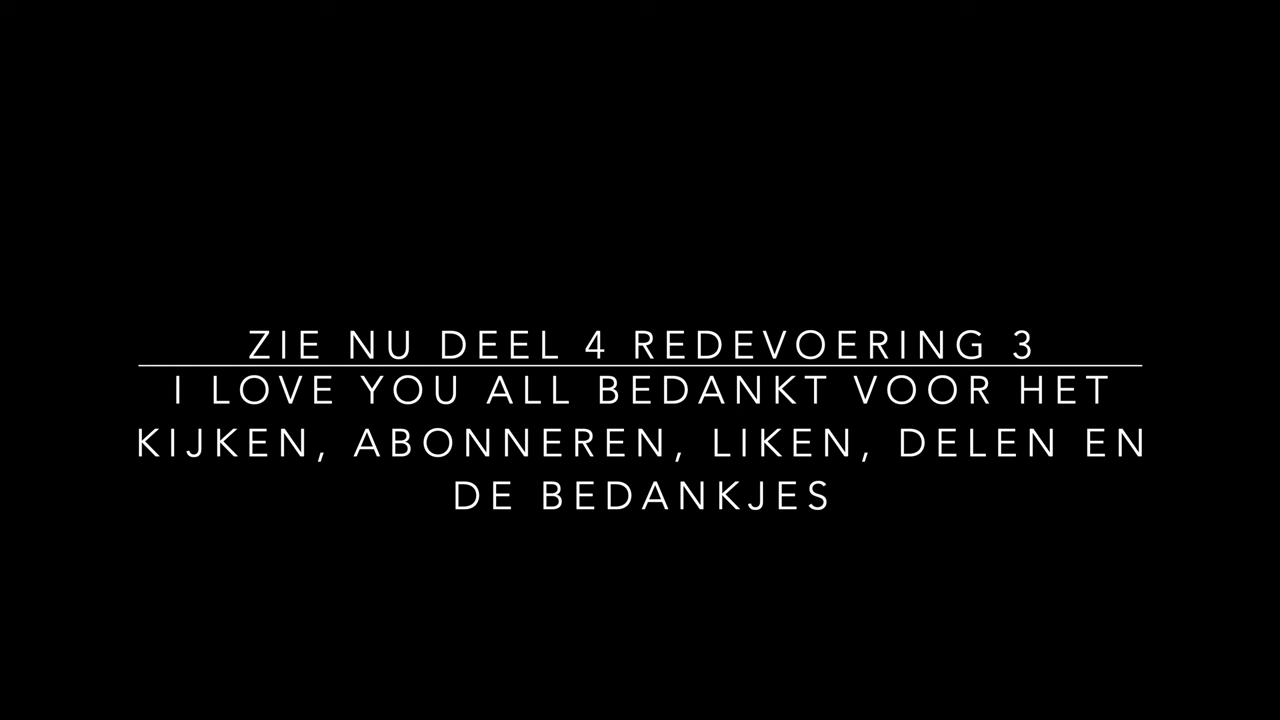 ZIE NU DEEL 4 REDEVOERING 3
I LOVE YOU ALL BEDANKT VOOR HET
KIJKEN, ABONNEREN, LIKEN, DELEN EN
DE BEDANKJES